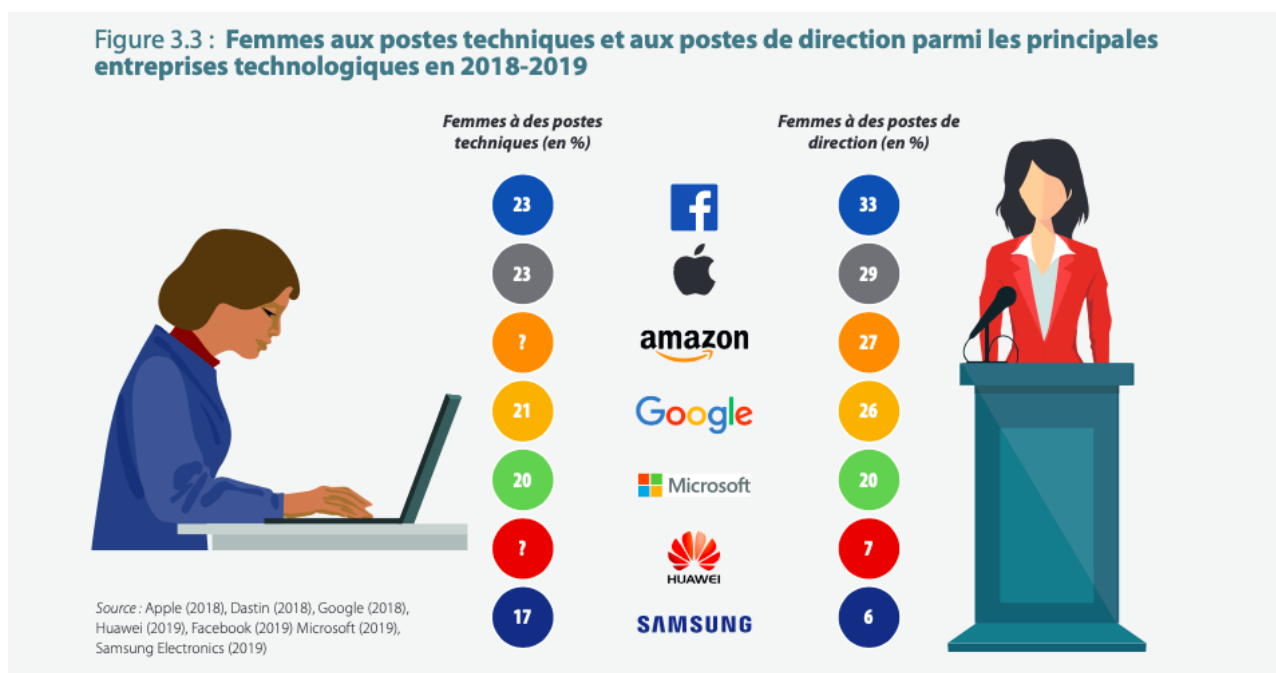 Figure 3.3 : Femmes aux postes techniques et aux postes de direction parmi les principales
entreprises technologiques en 2018-2019
Femmes à des postes
techniques (en %)
Femmes à des postes de
direction (en %)
23 33
23 29
? amazon 27
21 Google 26
20 Microsoft 20
? HUAWEI 7
17 SAMSUNG 6
Source : Apple (2018), Dastin (2018), Google (2018),
Huawei (2019), Facebook (2019) Microsoft (2019),
Samsung Electronics (2019)